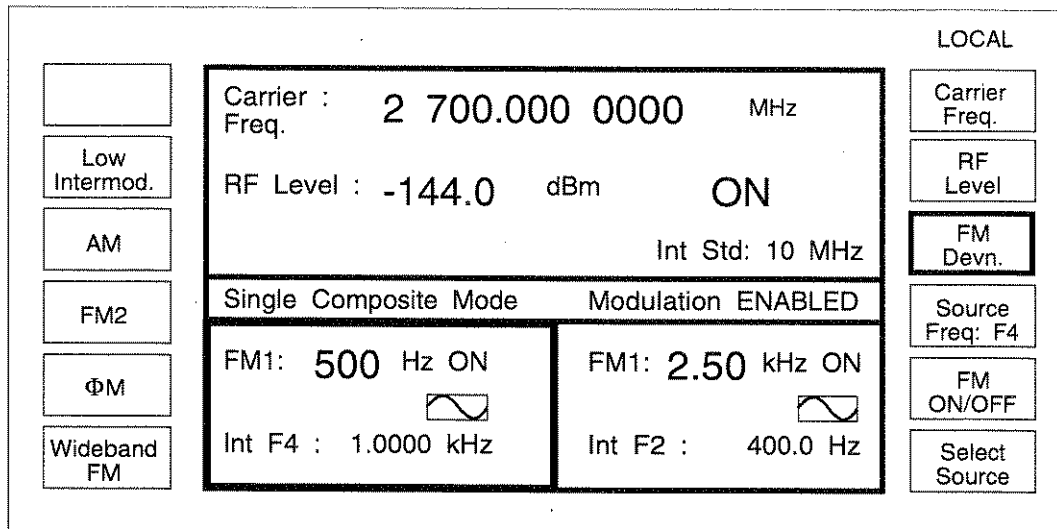 LOCAL
Low
Intermod.
AM
FM2
ΦM
Wideband
FM
Carrier :
Freq.
2 700.000 0000 MHz
RF Level : -144.0 dBm ON
Int Std: 10 MHz
Single Composite Mode
Modulation ENABLED
FM1: 500 Hz ON
Int F4 : 1.0000 kHz
FM1: 2.50 kHz ON
Int F2 : 400.0 Hz
Carrier
Freq.
RF
Level
FM
Devn.
Source
Freq: F4
FM
ON/OFF
Select
Source